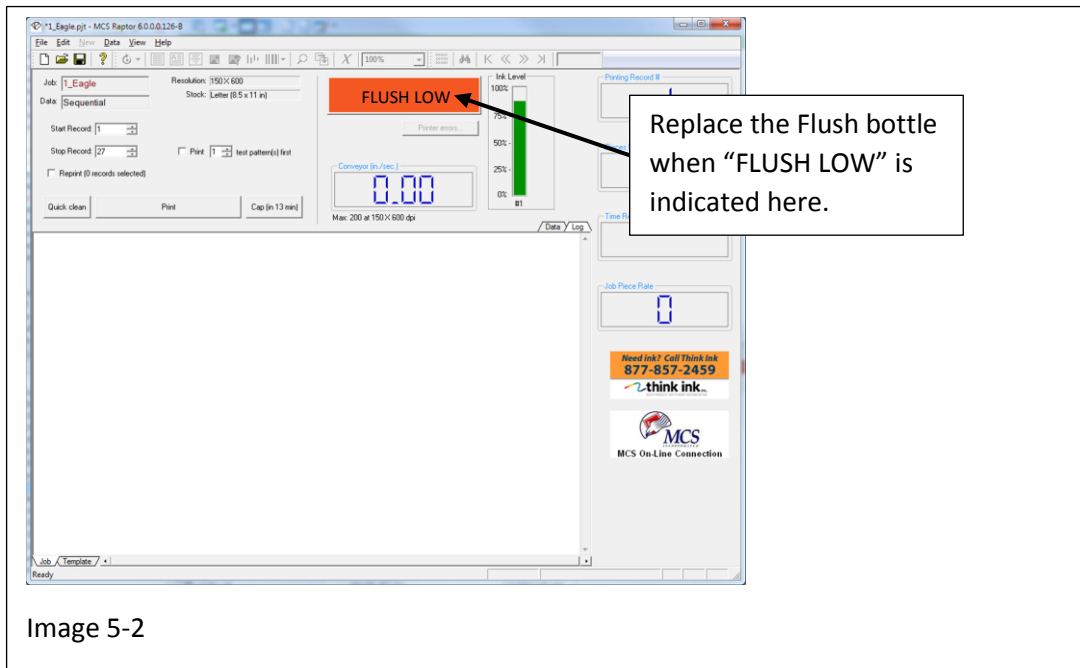 *1_Eagle.pjt - MCS Raptor 6.0.0.0.126-B
File Edit New Data View Help
100%
Job: 1_Eagle
Resolution: 150 X 600
Data: Sequential
Stock: Letter (8.5 x 11 in)
Start Record: 1
Stop Record: 27
Print 1 test pattern(s) first
Reprint (0 records selected)
Quick clean
Print
Cap (in 13 min)
FLUSH LOW
Printer errors...
Conveyor (in./sec.)
0.00
Max: 200 at 150 X 600 dpi
Ink Level
100%
75%
50%
25%
0%
#1
Data
Log
Printing Record #
Replace the Flush bottle
when “FLUSH LOW” is
indicated here.
Job Piece Rate
0
Need ink? Call Think Ink
877-857-2459
think ink
MCS
INCORPORATED
MCS On-Line Connection
Job
Template
Ready
Image 5-2